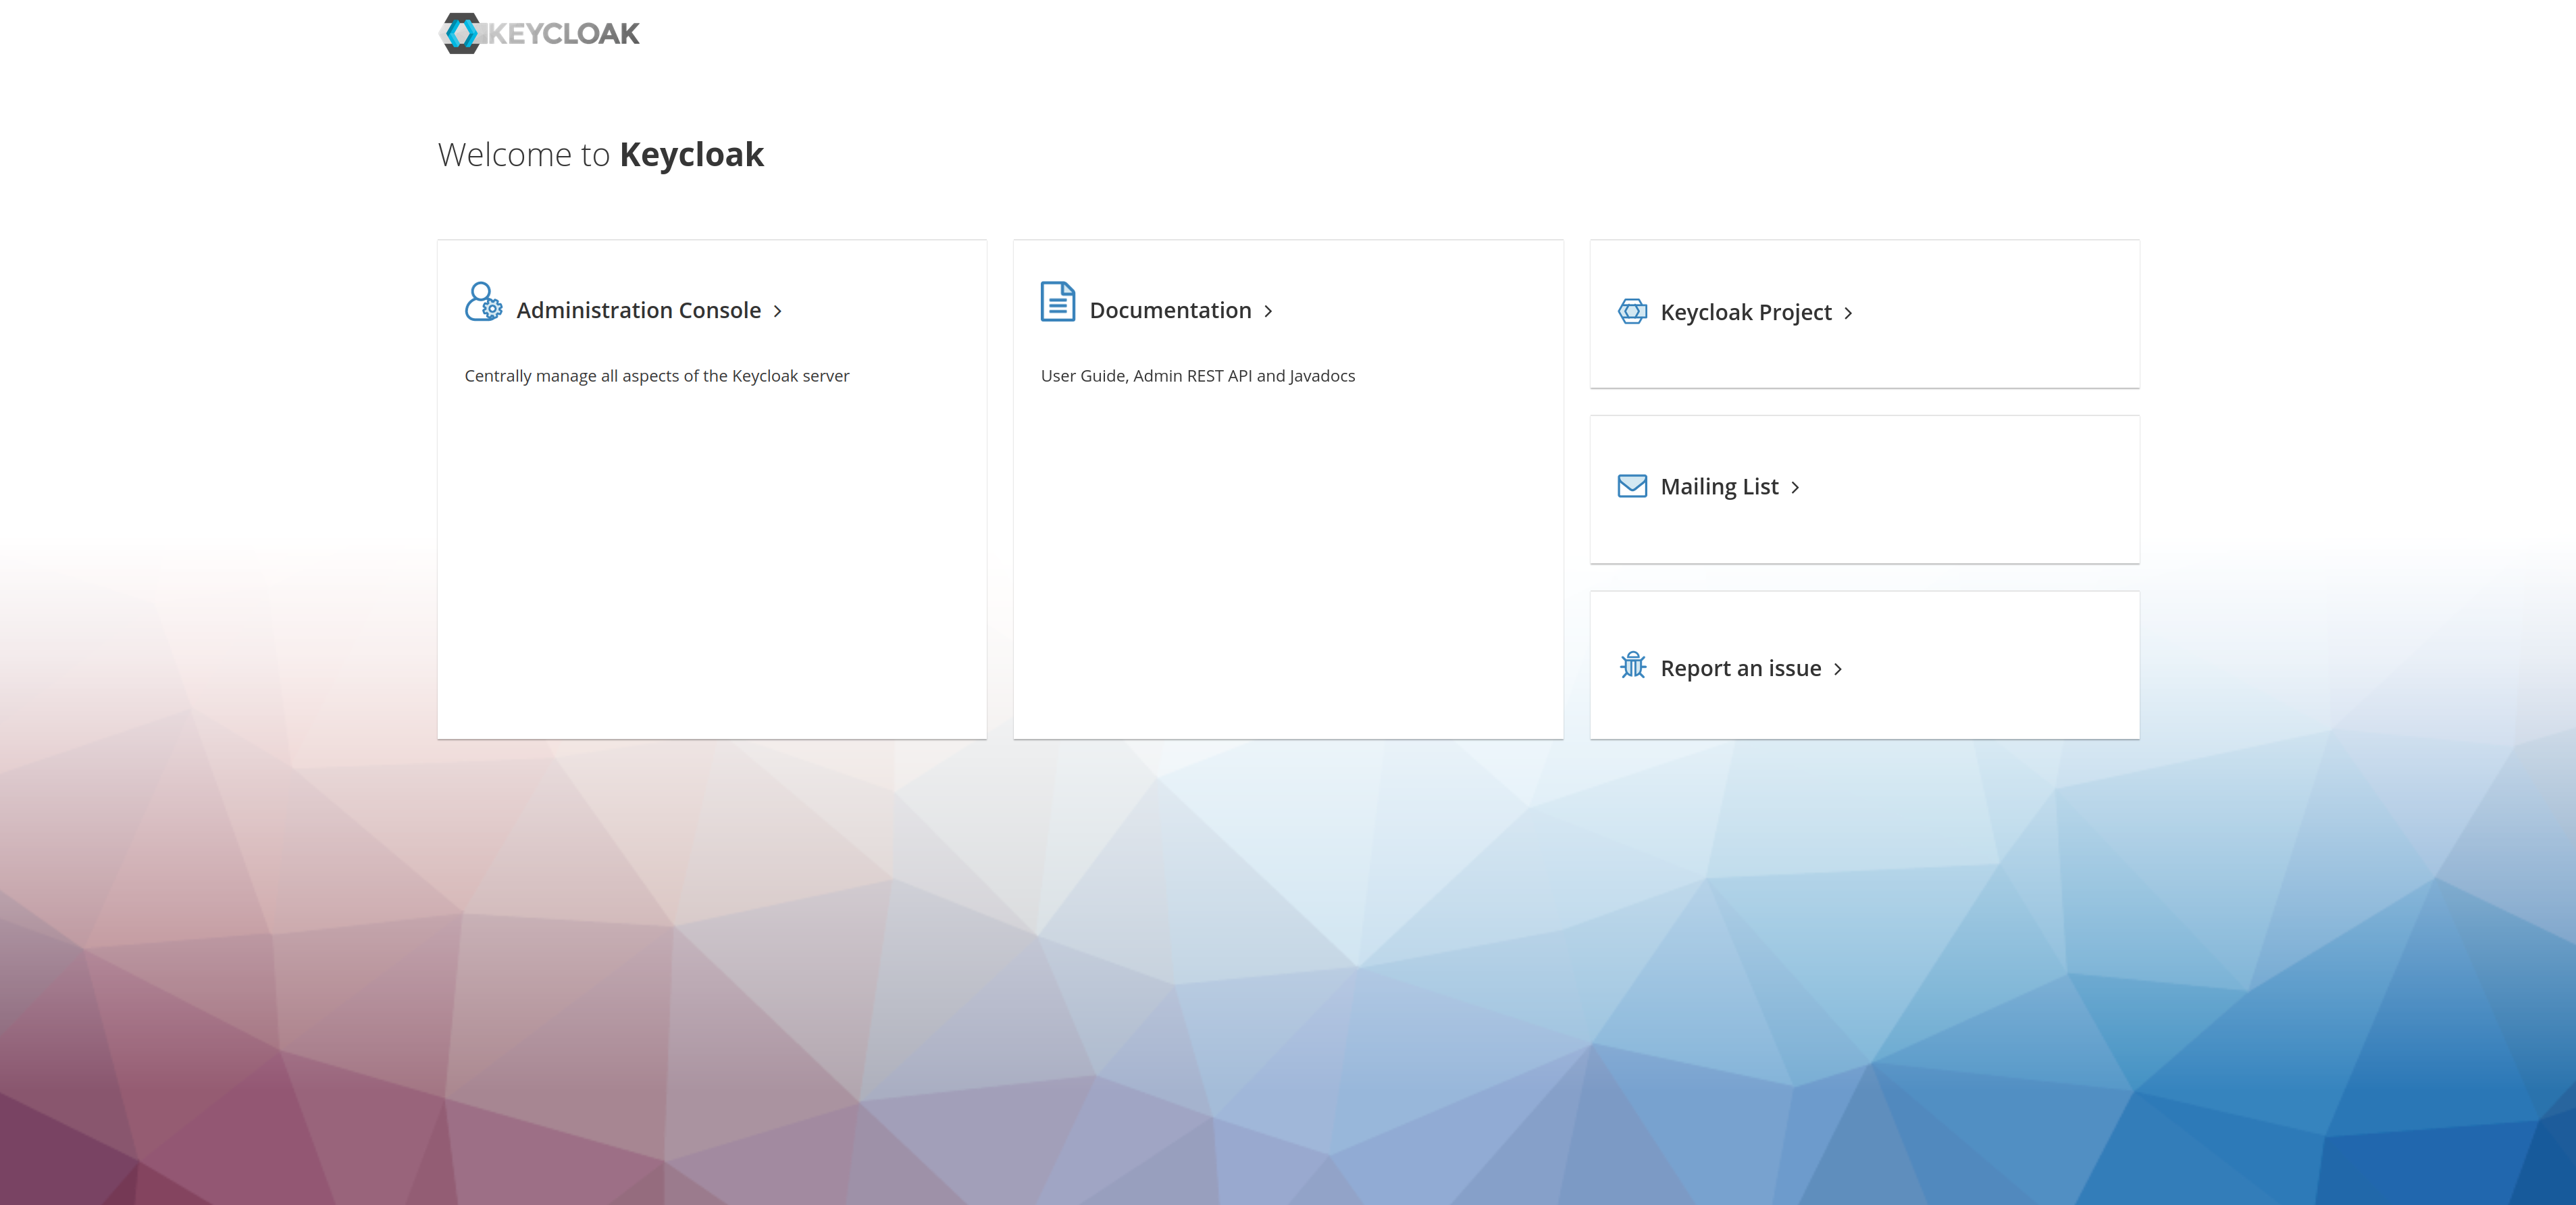 KEYCLOAK
Welcome to Keycloak
Administration Console
Centrally manage all aspects of the Keycloak server
Documentation
User Guide, Admin REST API and Javadocs
Keycloak Project
Mailing List
Report an issue